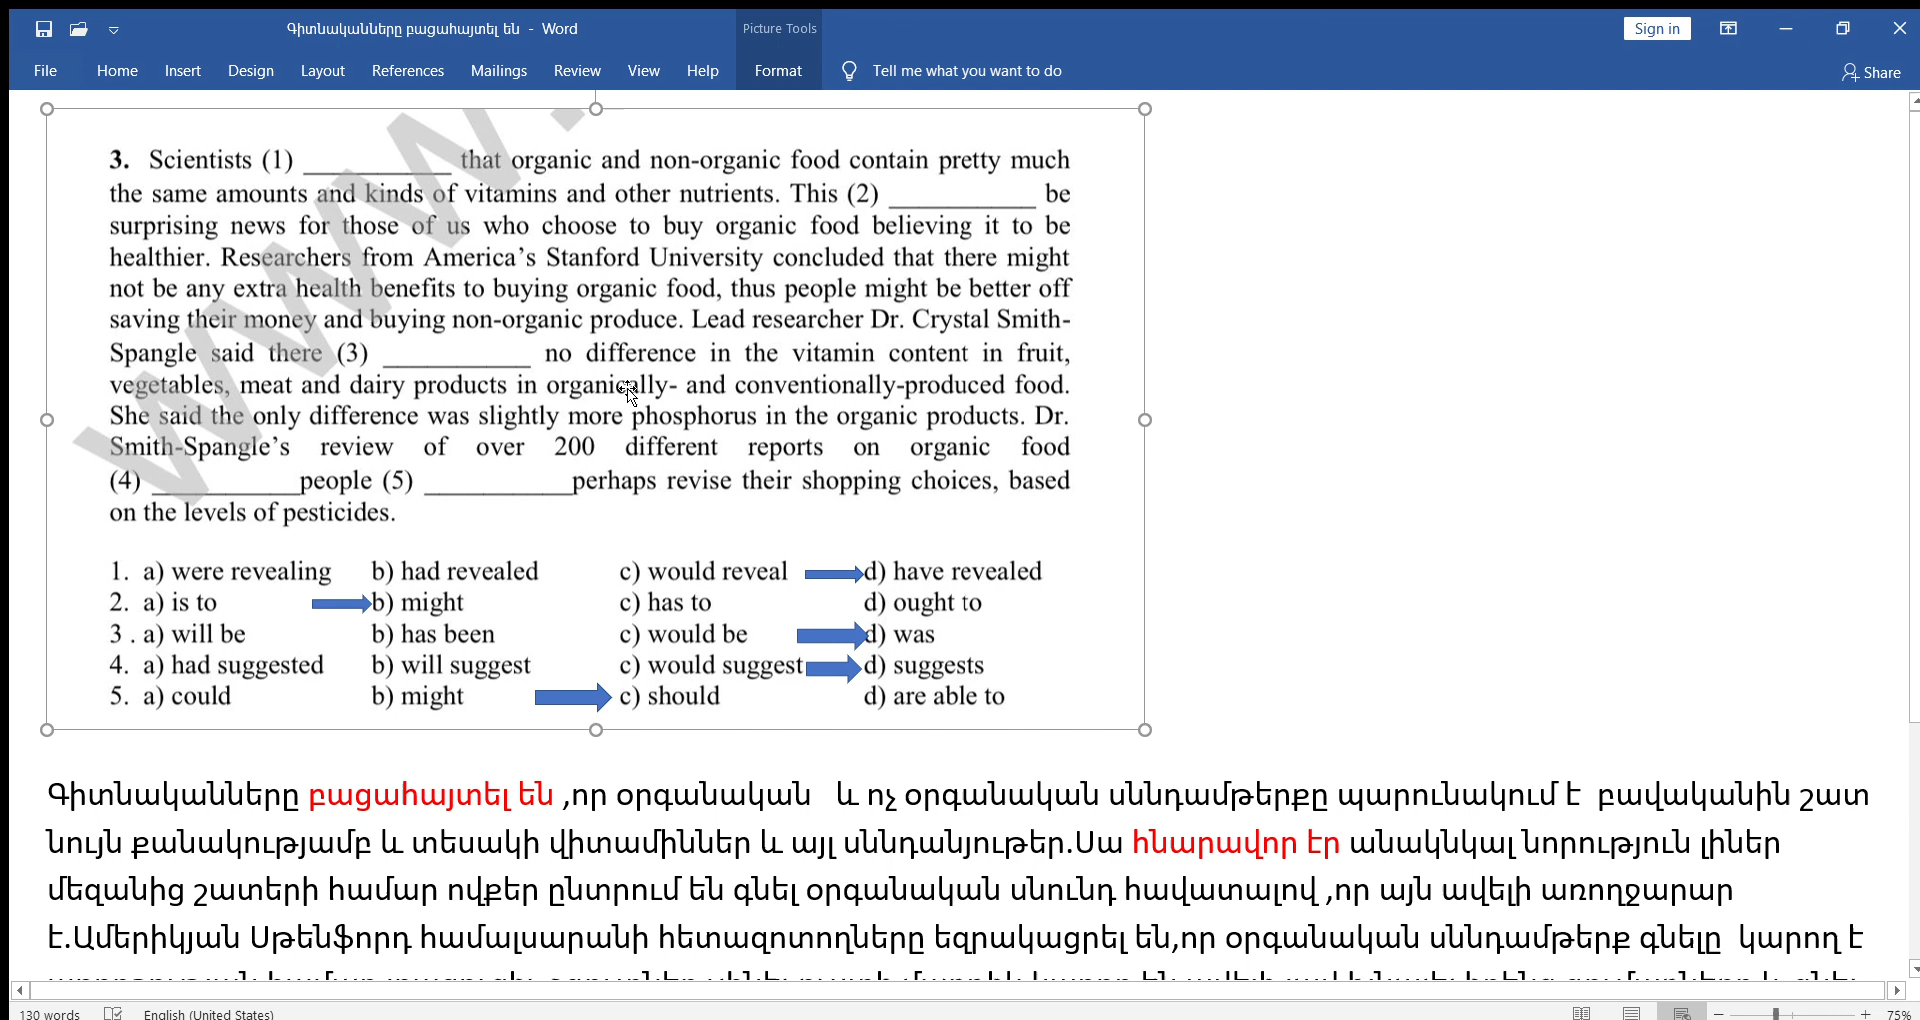 Գիտնականները բացահայտել են - Word
Picture Tools
Sign in
File Home Insert Design Layout References Mailings Review View Help Format Tell me what you want to do
Share
www.
3. Scientists (1) ____________ that organic and non-organic food contain pretty much
the same amounts and kinds of vitamins and other nutrients. This (2) ____________ be
surprising news for those of us who choose to buy organic food believing it to be
healthier. Researchers from America's Stanford University concluded that there might
not be any extra health benefits to buying organic food, thus people might be better off
saving their money and buying non-organic produce. Lead researcher Dr. Crystal Smith-
Spangle said there (3) ____________ no difference in the vitamin content in fruit,
vegetables, meat and dairy products in organically- and conventionally-produced food.
She said the only difference was slightly more phosphorus in the organic products. Dr.
Smith-Spangle's review of over 200 different reports on organic food
(4) ____________people (5) ____________perhaps revise their shopping choices, based
on the levels of pesticides.
1. a) were revealing b) had revealed c) would reveal d) have revealed
2. a) is to b) might c) has to d) ought to
3 . a) will be b) has been c) would be d) was
4. a) had suggested b) will suggest c) would suggest d) suggests
5. a) could b) might c) should d) are able to
Գիտնականները բացահայտել են ,որ օրգանական և ոչ օրգանական սննդամթերքը պարունակում է բավականին շատ
նույն քանակությամբ և տեսակի վիտամիններ և այլ սննդանյութեր.Սա հնարավոր էր անակնկալ նորություն լիներ
մեզանից շատերի համար ովքեր ընտրում են գնել օրգանական սնունդ հավատալով ,որ այն ավելի առողջարար
է.Ամերիկյան Սթենֆորդ համալսարանի հետազոտողները եզրակացրել են,որ օրգանական սննդամթերք գնելը կարող է
130 words English (United States) 75%